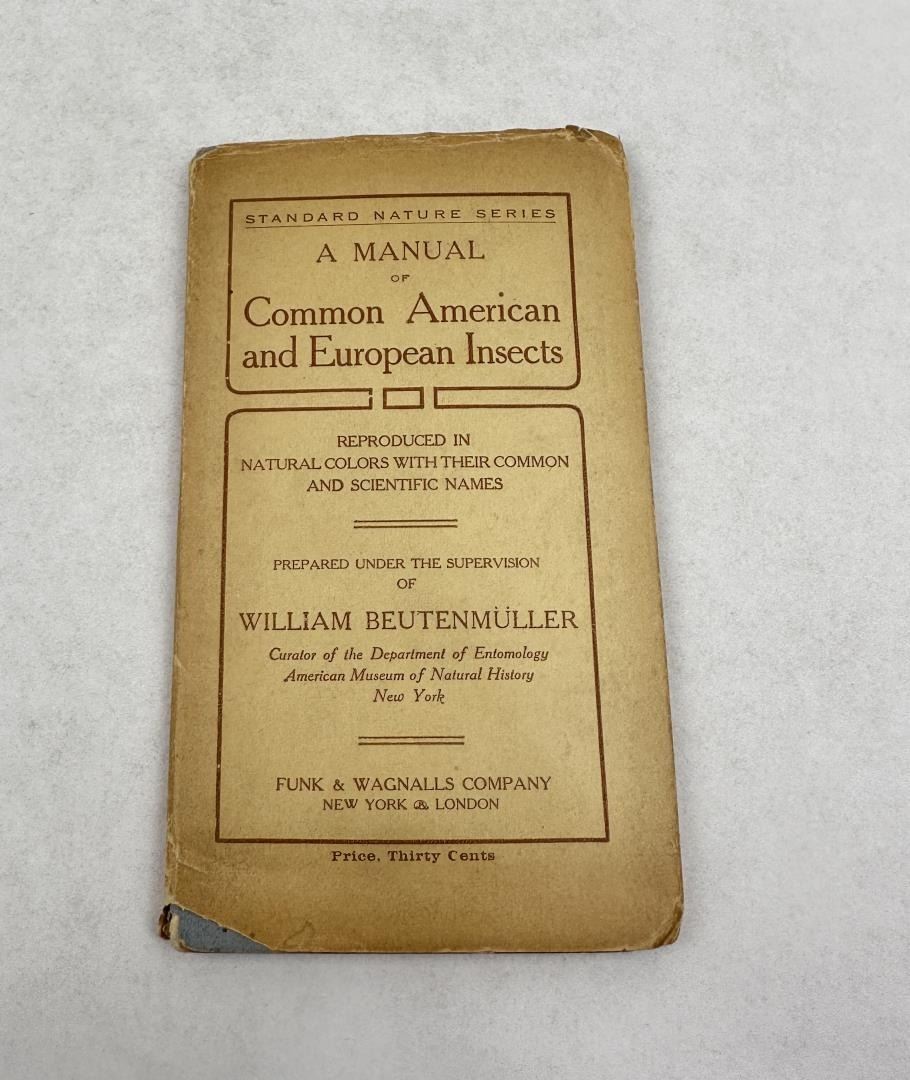 STANDARD NATURE SERIES
A MANUAL
OF
Common American
and European Insects
REPRODUCED IN
NATURAL COLORS WITH THEIR COMMON
AND SCIENTIFIC NAMES
PREPARED UNDER THE SUPERVISION
OF
WILLIAM BEUTENMÜLLER
Curator of the Department of Entomology
American Museum of Natural History
New York
FUNK & WAGNALLS COMPANY
NEW YORK & LONDON
Price, Thirty Cents